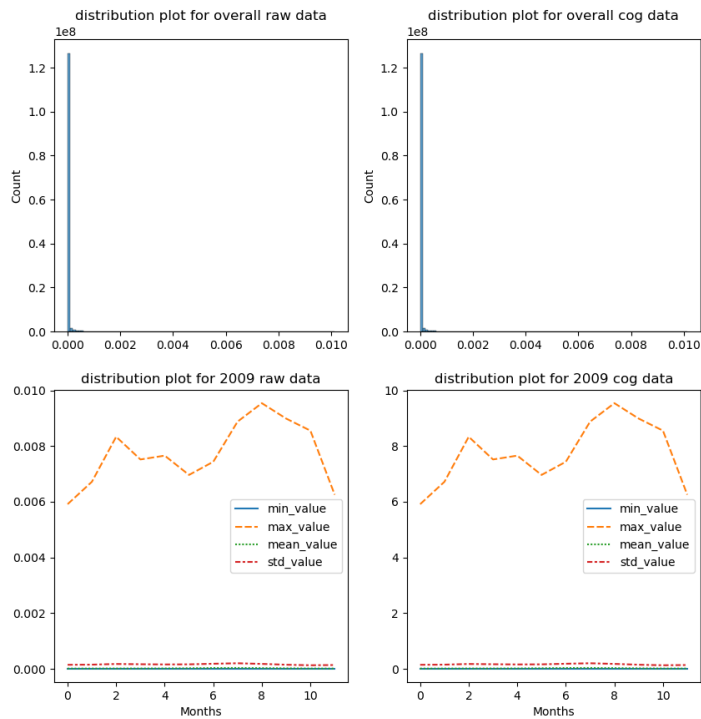 distribution plot for overall raw data
1e8
1.2
1.0
0.8
0.6
0.4
0.2
0.0
Count
0.000 0.002 0.004 0.006 0.008 0.010
distribution plot for overall cog data
1e8
1.2
1.0
0.8
0.6
0.4
0.2
0.0
Count
0.000 0.002 0.004 0.006 0.008 0.010
distribution plot for 2009 raw data
0.010
0.008
0.006
0.004
0.002
0.000
min_value
max_value
mean_value
std_value
0 2 4 6 8 10
Months
distribution plot for 2009 cog data
10
8
6
4
2
0
min_value
max_value
mean_value
std_value
0 2 4 6 8 10
Months